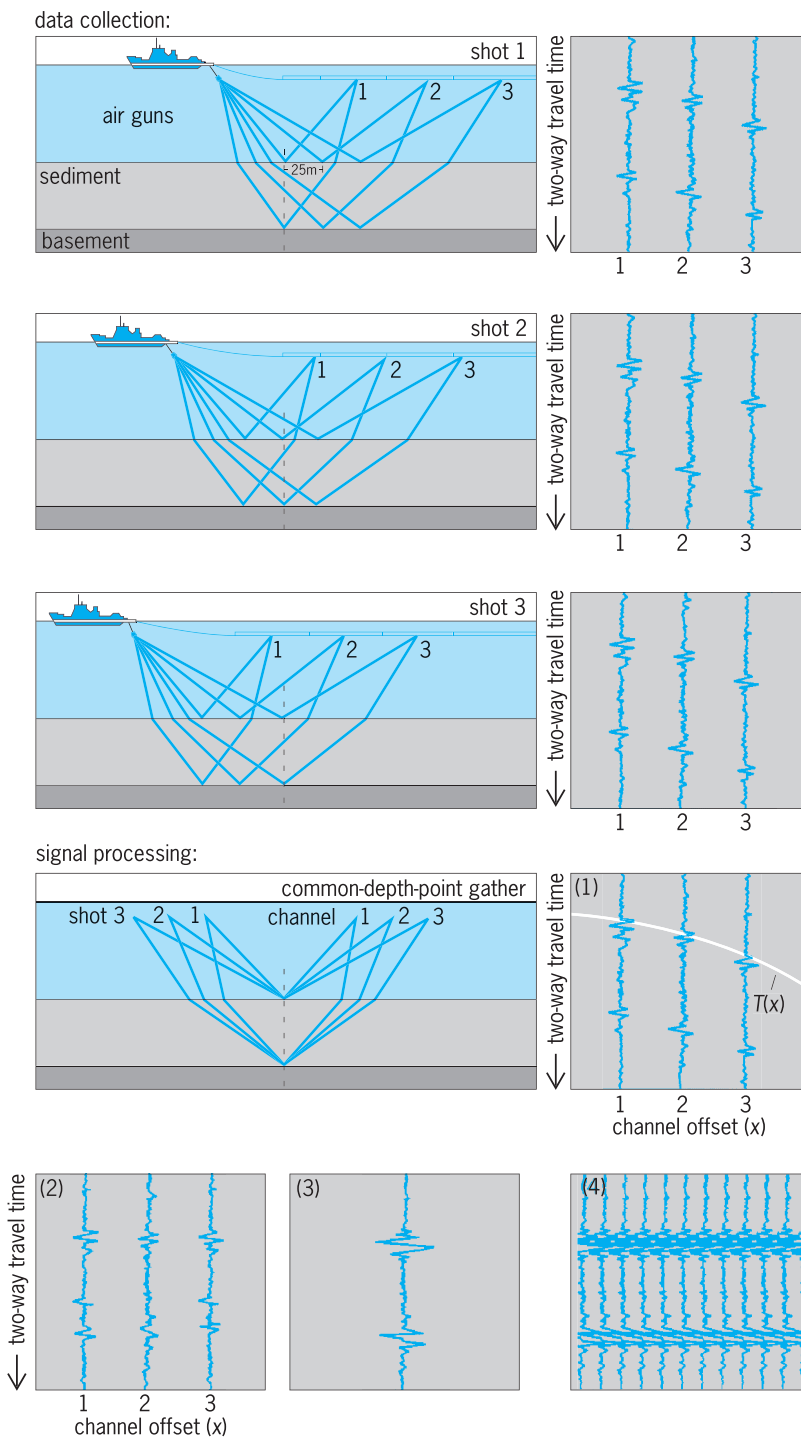 data collection:
shot 1
air guns
1 2 3
25m
sediment
basement
two-way travel time
1 2 3
shot 2
1 2 3
two-way travel time
1 2 3
shot 3
1 2 3
two-way travel time
1 2 3
signal processing:
common-depth-point gather
shot 3 2 1 channel 1 2 3
two-way travel time
(1)
T(x)
1 2 3
channel offset (x)
two-way travel time
(2)
1 2 3
channel offset (x)
(3)
(4)